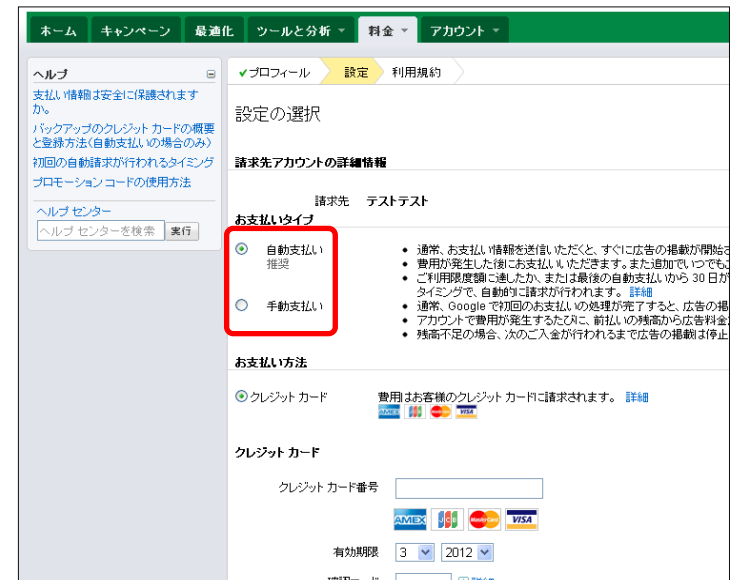 ホーム キャンペーン 最適化 ツールと分析 料金 アカウント
ヘルプ
支払い情報は安全に保護されます
か。
バックアップのクレジット カードの概要
と登録方法(自動支払いの場合のみ)
初回の自動請求が行われるタイミング
プロモーション コードの使用方法
ヘルプ センター
ヘルプ センターを検索 実行
プロフィール 設定 利用規約
設定の選択
請求先アカウントの詳細情報
請求先 テストテスト
お支払いタイプ
自動支払い
推奨
• 通常、お支払い情報を送信いただくと、すぐに広告の掲載が開始さ
• 費用が発生した後にお支払いいただきます。また追加でいつでもご
• ご利用限度額に達したか、または最後の自動支払いから 30 日が
タイミングで、自動的に請求が行われます。 詳細
手動支払い
• 通常、Google で初回のお支払いの処理が完了すると、広告の掲
• アカウントで費用が発生するたびに、前払いの残高から広告料金
• 残高不足の場合、次のご入金が行われるまで広告の掲載は停止
お支払い方法
クレジット カード 費用はお客様のクレジット カードに請求されます。 詳細
AMEX JCB MasterCard VISA
クレジット カード
クレジット カード番号
AMEX JCB MasterCard VISA
有効期限 3 2012